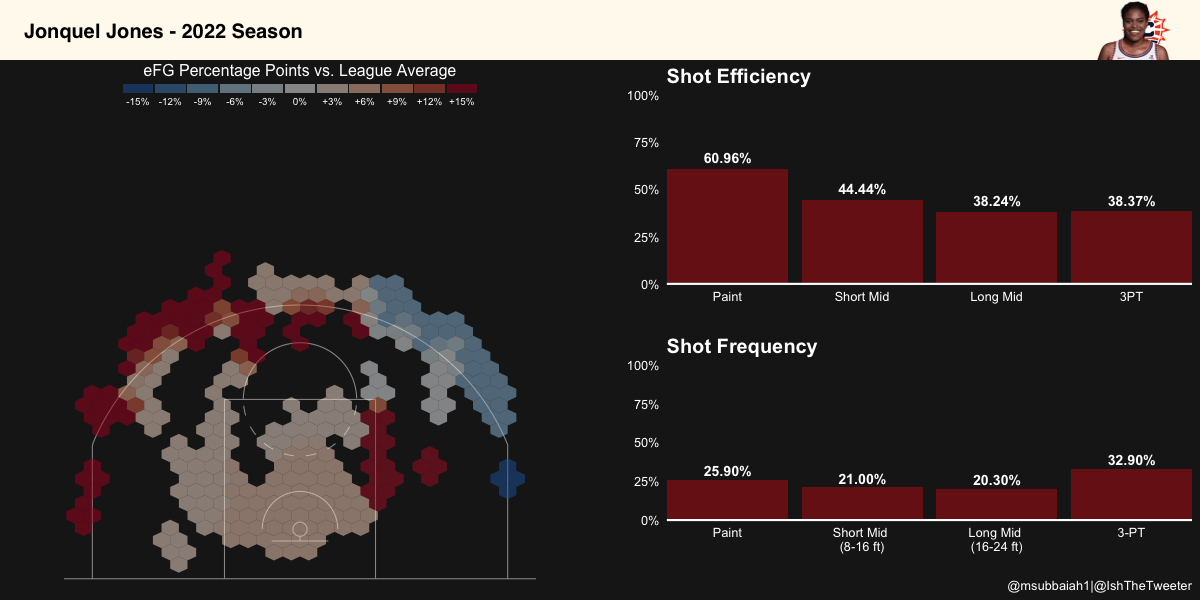 Jonquel Jones - 2022 Season
eFG Percentage Points vs. League Average
-15% -12% -9% -6% -3% 0% +3% +6% +9% +12% +15%
Shot Efficiency
100%
75%
50%
25%
0%
60.96% 44.44% 38.24% 38.37%
Paint Short Mid Long Mid 3PT
Shot Frequency
100%
75%
50%
25%
0%
25.90% 21.00% 20.30% 32.90%
Paint Short Mid Long Mid 3-PT
(8-16 ft) (16-24 ft)
@msubbaiah1|@IshTheTweeter